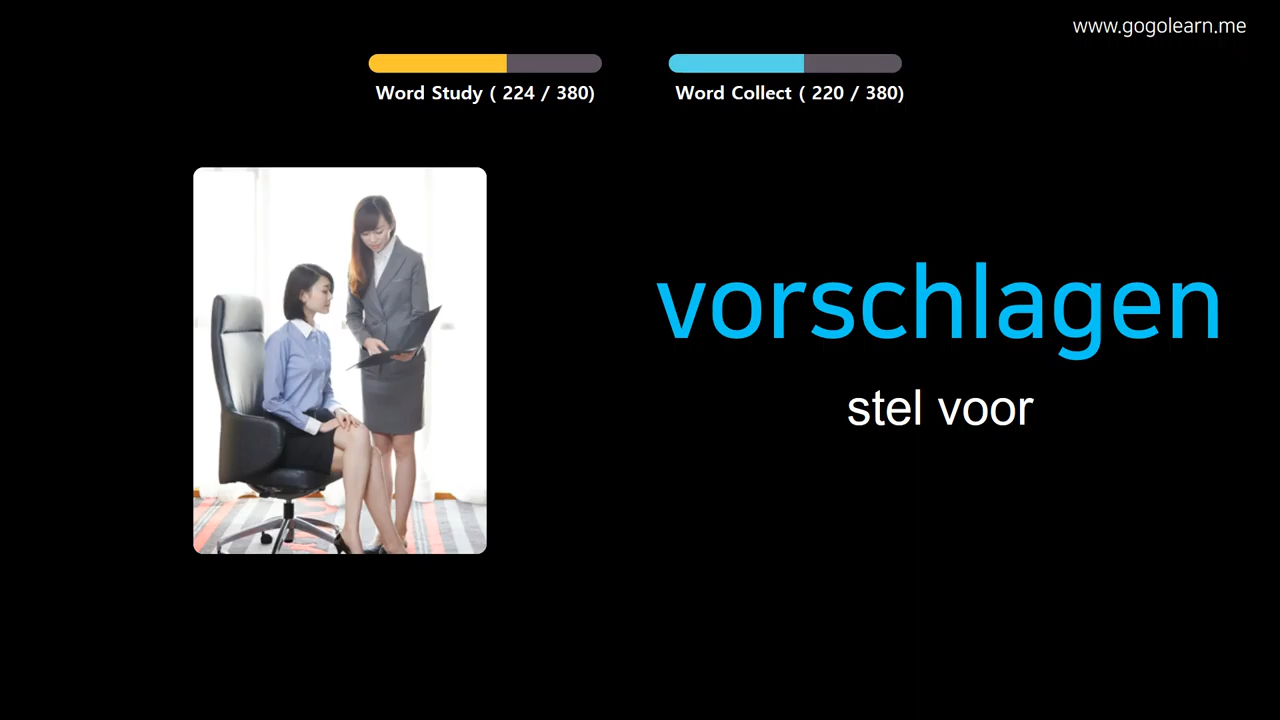 www.gogolearn.me
Word Study ( 224 / 380)
Word Collect ( 220 / 380)
vorschlagen
stel voor